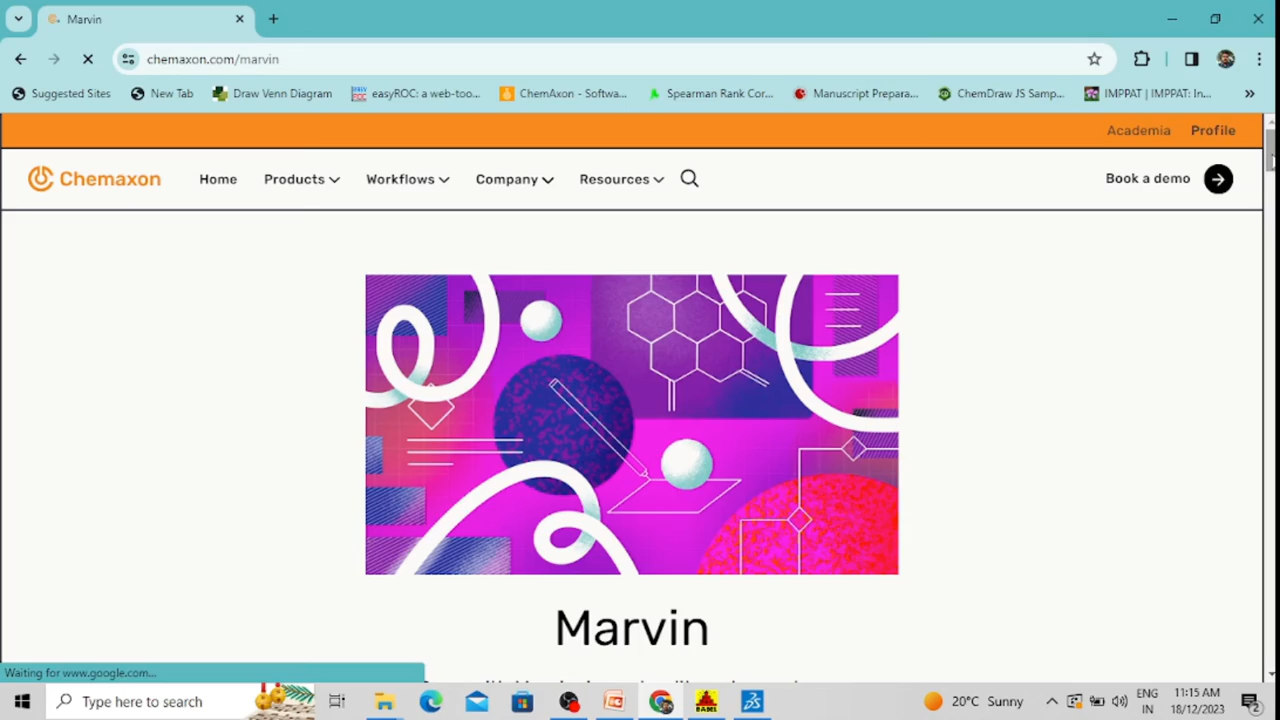 Marvin
chemaxon.com/marvin
Suggested Sites
New Tab
Draw Venn Diagram
easyROC: a web-too...
ChemAxon - Softwa...
Spearman Rank Cor...
Manuscript Prepara...
ChemDraw JS Samp...
IMPPAT | IMPPAT: In...
Academia
Profile
Chemaxon
Home
Products
Workflows
Company
Resources
Book a demo
Marvin
Waiting for www.google.com...
Type here to search
20°C Sunny
ENG
IN
11:15 AM
18/12/2023
2